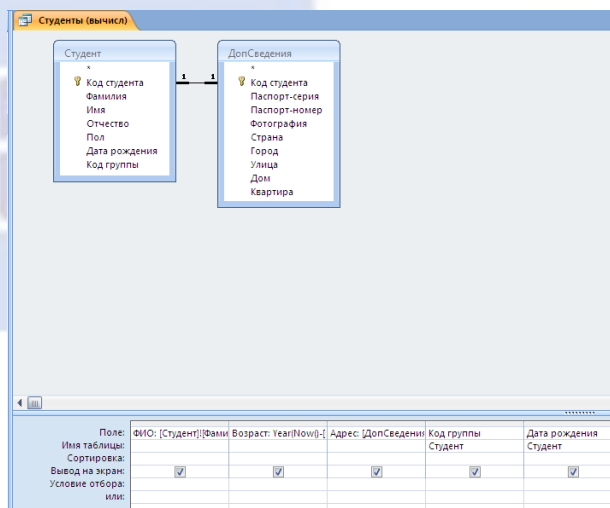 Студенты (вычисл)
Студент
*
Код студента
Фамилия
Имя
Отчество
Пол
Дата рождения
Код группы
1 1
ДопСведения
*
Код студента
Паспорт-серия
Паспорт-номер
Фотография
Страна
Город
Улица
Дом
Квартира
Поле: ФИО: [Студент]![Фами Возраст: Year(Now()-[ Адрес: [ДопСведения Код группы Дата рождения
Имя таблицы: Студент Студент
Сортировка:
Вывод на экран:
Условие отбора:
или: